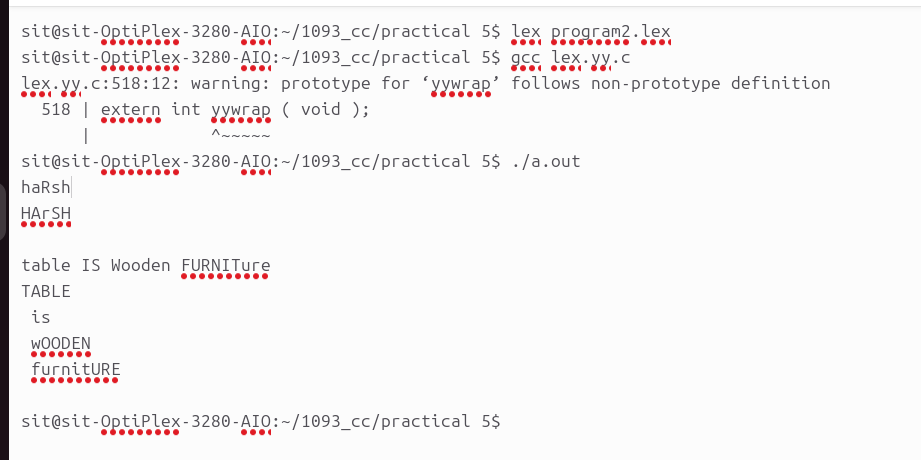 sit@sit-OptiPlex-3280-AIO:~/1093_cc/practical 5$ lex program2.lex
sit@sit-OptiPlex-3280-AIO:~/1093_cc/practical 5$ gcc lex.yy.c
lex.yy.c:518:12: warning: prototype for ‘yywrap’ follows non-prototype definition
  518 | extern int yywrap ( void );
      |            ^~~~~~
sit@sit-OptiPlex-3280-AIO:~/1093_cc/practical 5$ ./a.out
haRsh
HArSH

table IS Wooden FURNITure
TABLE
 is
 wOODEN
 furnitURE

sit@sit-OptiPlex-3280-AIO:~/1093_cc/practical 5$